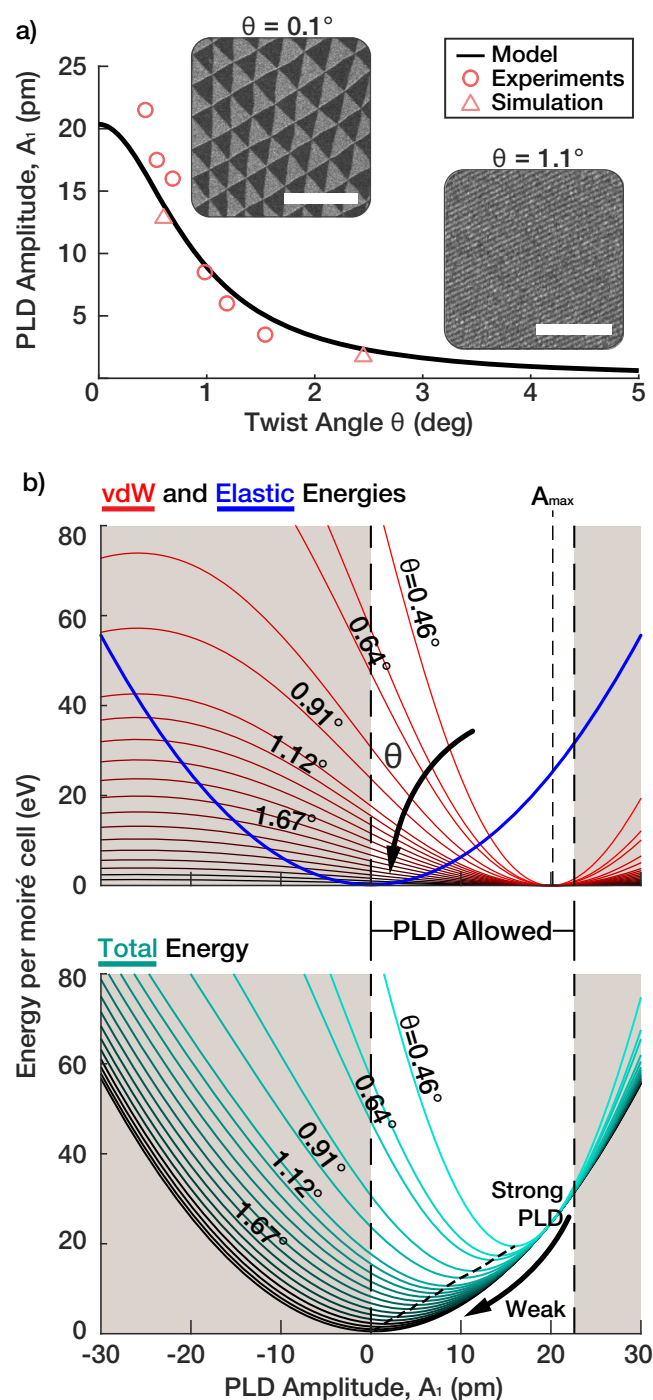 a)
θ = 0.1°
Model
Experiments
Simulation
θ = 1.1°
PLD Amplitude, A₁ (pm)
25
20
15
10
5
0
1
2
3
4
5
Twist Angle θ (deg)
b)
vdW and Elastic Energies
Amax
80
60
40
20
0
θ=0.46°
0.64°
0.91°
1.12°
1.67°
θ
PLD Allowed
Total Energy
Energy per moiré cell (eV)
80
60
40
20
0
θ=0.46°
0.64°
0.91°
1.12°
1.67°
Strong
PLD
Weak
-30
-20
-10
0
10
20
30
PLD Amplitude, A₁ (pm)